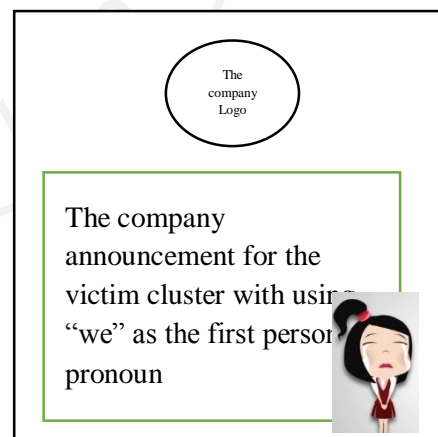 The
company
Logo
The company
announcement for the
victim cluster with using
“we” as the first person
pronoun